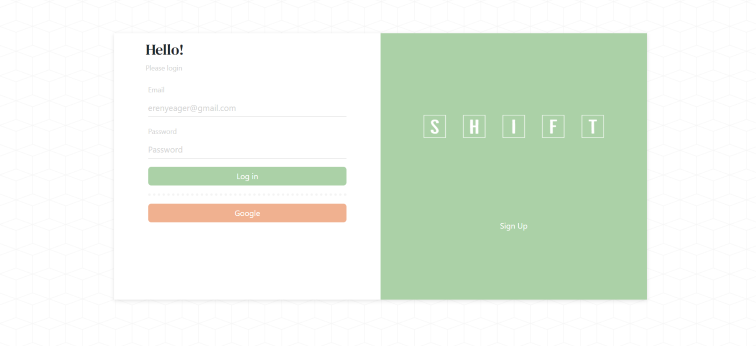 Hello!
Please login
Email
erenyeager@gmail.com
Password
Password
Log in
Google
S H I F T
Sign Up